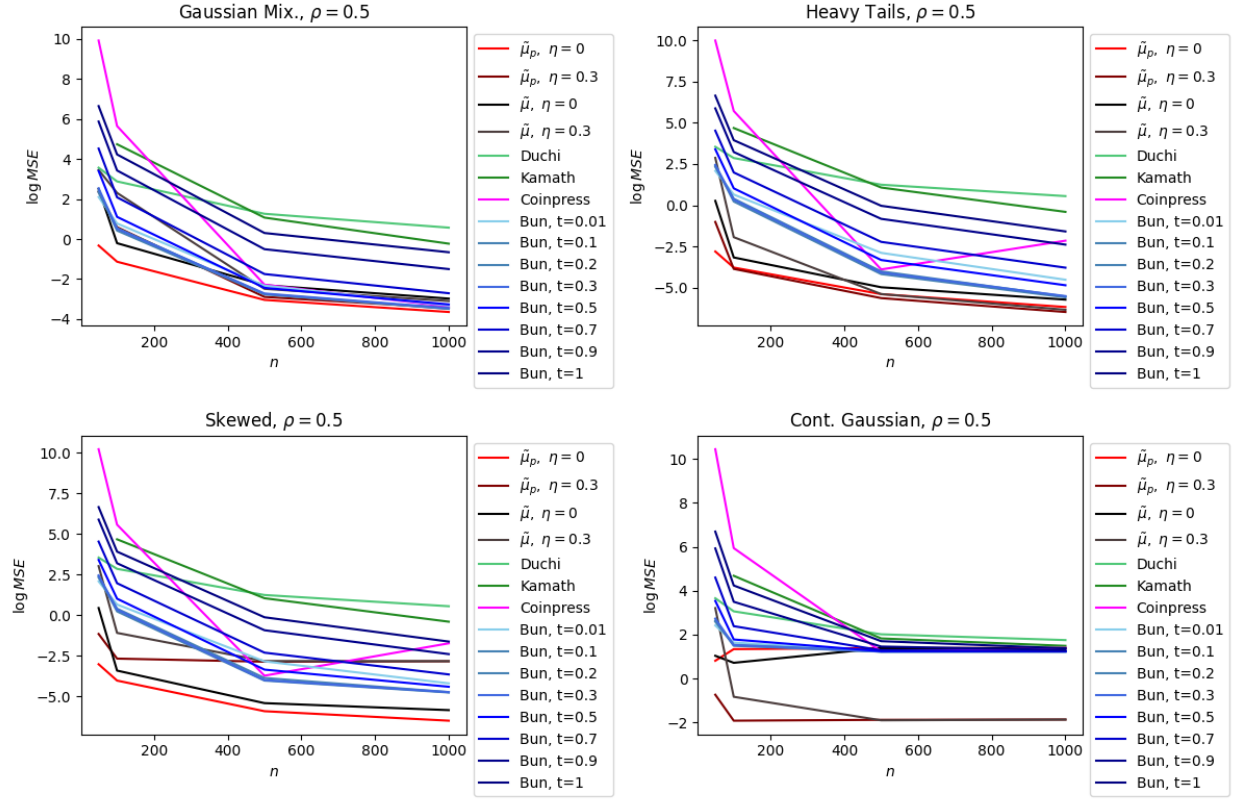 Gaussian Mix., ρ = 0.5
log MSE
10
8
6
4
2
0
−2
−4
200
400
600
800
1000
n
μ̃ₚ, η = 0
μ̃ₚ, η = 0.3
μ̃, η = 0
μ̃, η = 0.3
Duchi
Kamath
Coinpress
Bun, t=0.01
Bun, t=0.1
Bun, t=0.2
Bun, t=0.3
Bun, t=0.5
Bun, t=0.7
Bun, t=0.9
Bun, t=1
Heavy Tails, ρ = 0.5
log MSE
10.0
7.5
5.0
2.5
0.0
−2.5
−5.0
200
400
600
800
1000
n
μ̃ₚ, η = 0
μ̃ₚ, η = 0.3
μ̃, η = 0
μ̃, η = 0.3
Duchi
Kamath
Coinpress
Bun, t=0.01
Bun, t=0.1
Bun, t=0.2
Bun, t=0.3
Bun, t=0.5
Bun, t=0.7
Bun, t=0.9
Bun, t=1
Skewed, ρ = 0.5
log MSE
10.0
7.5
5.0
2.5
0.0
−2.5
−5.0
200
400
600
800
1000
n
μ̃ₚ, η = 0
μ̃ₚ, η = 0.3
μ̃, η = 0
μ̃, η = 0.3
Duchi
Kamath
Coinpress
Bun, t=0.01
Bun, t=0.1
Bun, t=0.2
Bun, t=0.3
Bun, t=0.5
Bun, t=0.7
Bun, t=0.9
Bun, t=1
Cont. Gaussian, ρ = 0.5
log MSE
10
8
6
4
2
0
−2
200
400
600
800
1000
n
μ̃ₚ, η = 0
μ̃ₚ, η = 0.3
μ̃, η = 0
μ̃, η = 0.3
Duchi
Kamath
Coinpress
Bun, t=0.01
Bun, t=0.1
Bun, t=0.2
Bun, t=0.3
Bun, t=0.5
Bun, t=0.7
Bun, t=0.9
Bun, t=1